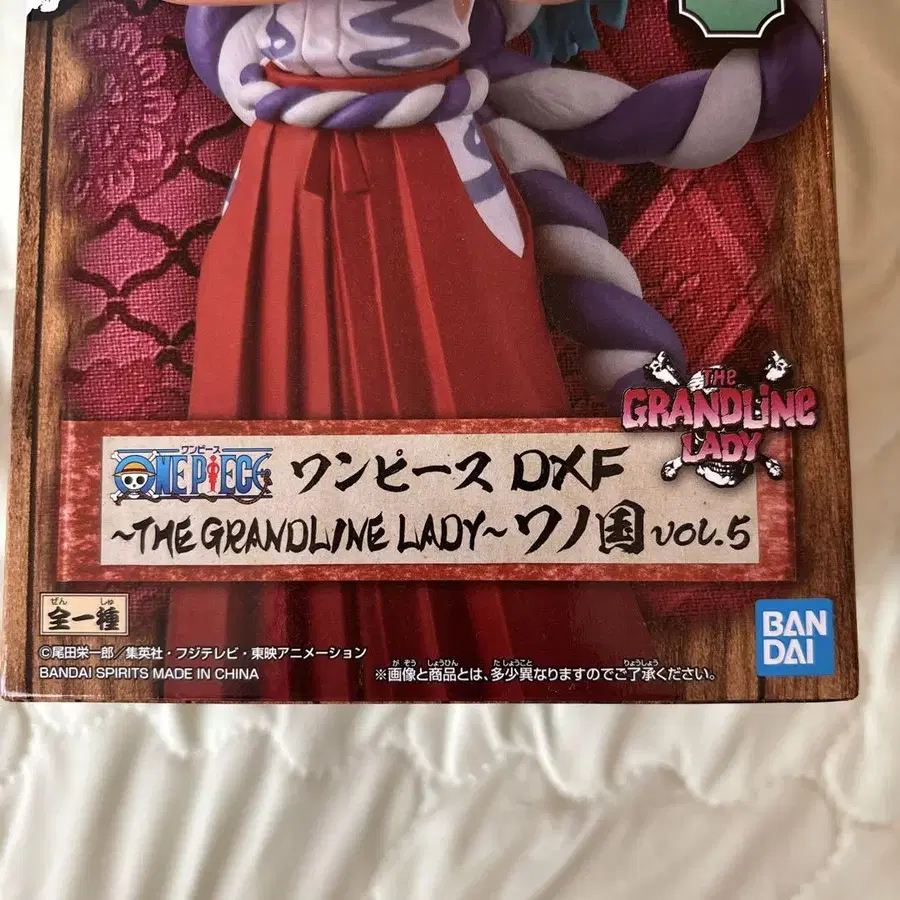 THE
GRANDLINE
LADY
ワンピース
ONE PIECE
ワンピース DXF
~THE GRANDLINE LADY~ ワノ国 VOL.5
ぜん しゅ
全一種
BAN
DAI
©尾田栄一郎／集英社・フジテレビ・東映アニメーション
BANDAI SPIRITS MADE IN CHINA
がぞう しょうひん たしょうこと りょうしょう
※画像と商品とは、多少異なりますのでご了承ください。